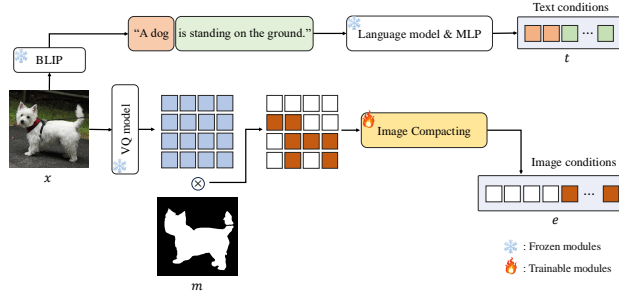 Text conditions
"A dog is standing on the ground."
Language model & MLP
BLIP
t
VQ model
Image Compacting
Image conditions
x
e
m
: Frozen modules
: Trainable modules